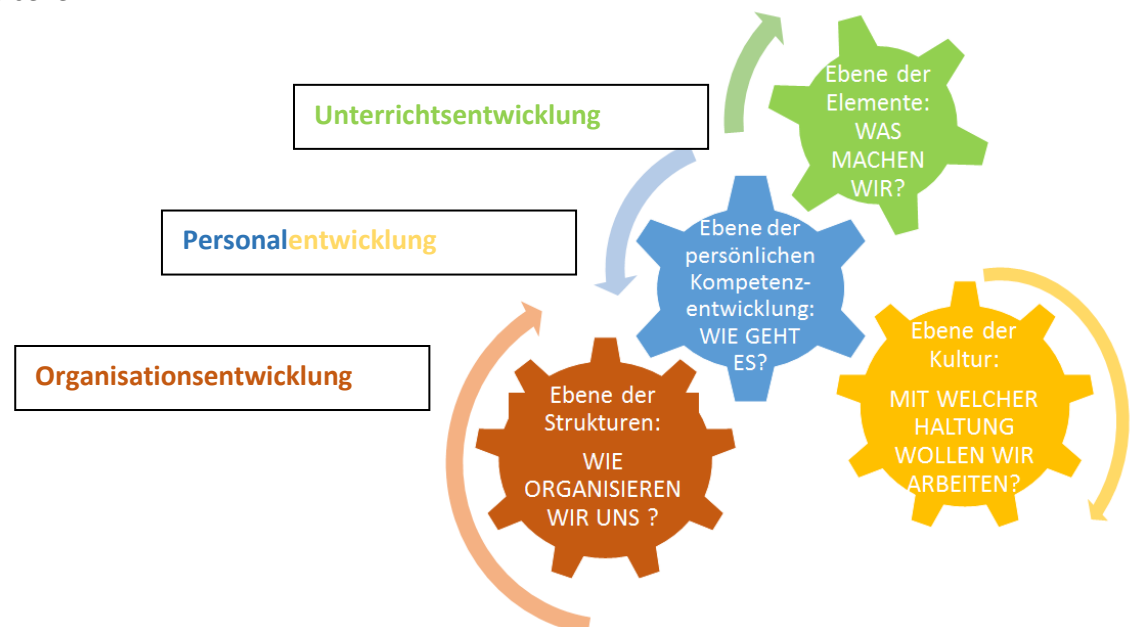 Unterrichtsentwicklung
Ebene der
Elemente:
WAS
MACHEN
WIR?
Personalentwicklung
Ebene der
persönlichen
Kompetenz-
entwicklung:
WIE GEHT
ES?
Ebene der
Kultur:
MIT WELCHER
HALTUNG
WOLLEN WIR
ARBEITEN?
Organisationsentwicklung
Ebene der
Strukturen:
WIE
ORGANISIEREN
WIR UNS ?